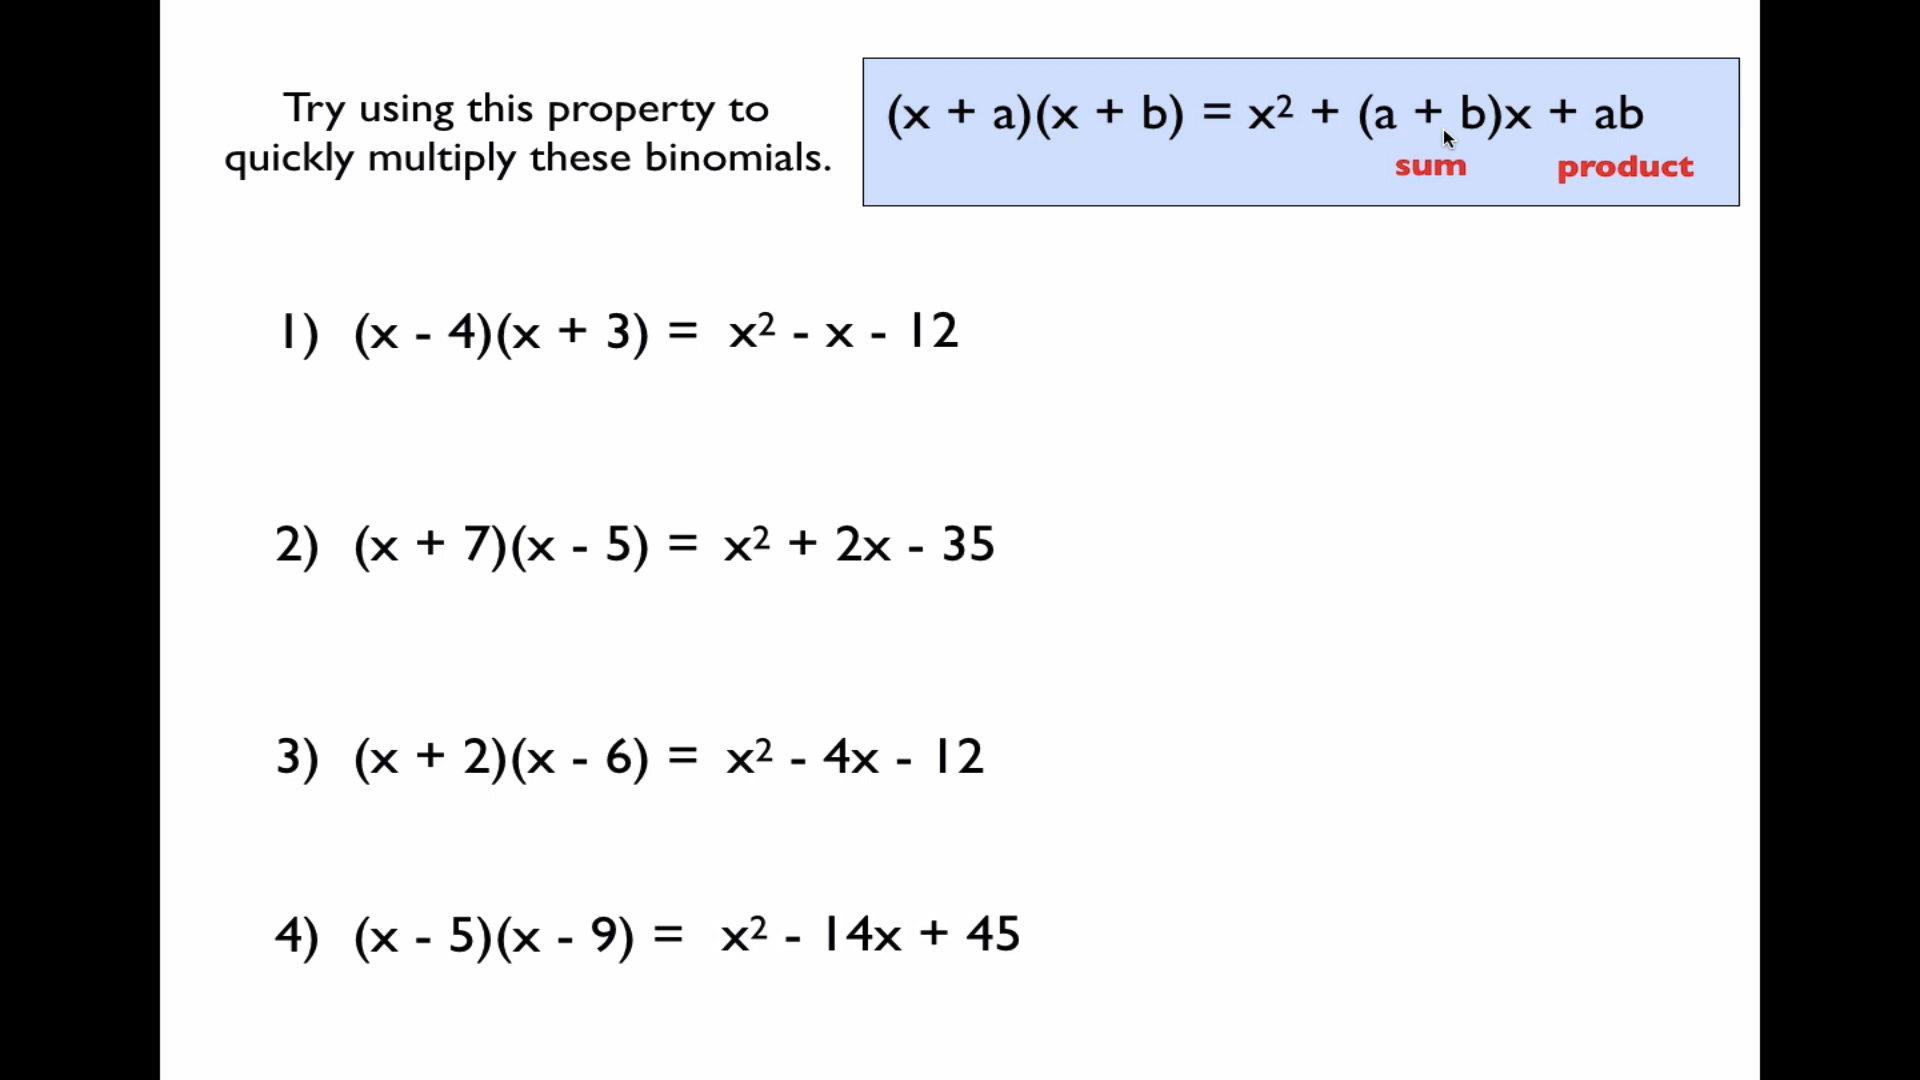 Try using this property to
quickly multiply these binomials.
(x + a)(x + b) = x² + (a + b)x + ab
sum product
1) (x - 4)(x + 3) = x² - x - 12
2) (x + 7)(x - 5) = x² + 2x - 35
3) (x + 2)(x - 6) = x² - 4x - 12
4) (x - 5)(x - 9) = x² - 14x + 45